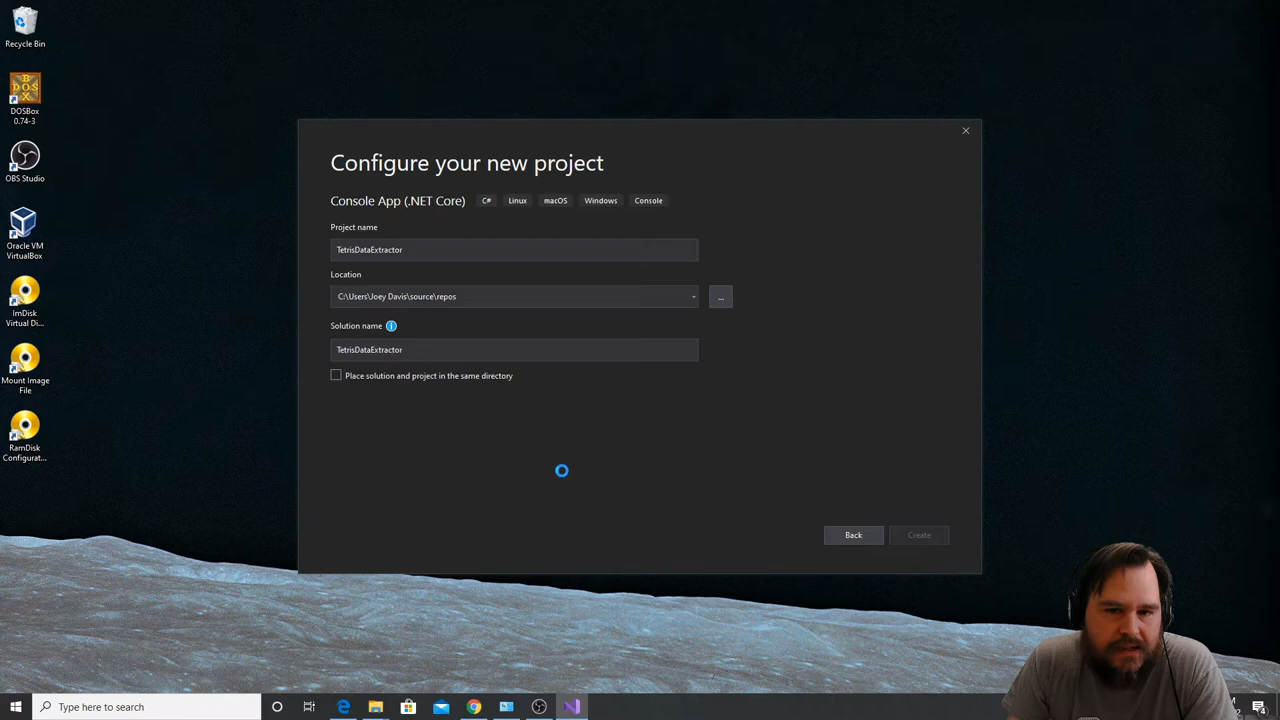 Recycle Bin
BOS
DOS
X
DOSBox
0.74-3
OBS Studio
Oracle VM
VirtualBox
ImDisk
Virtual Di...
Mount Image
File
RamDisk
Configurat...
Configure your new project
Console App (.NET Core)
C#
Linux
macOS
Windows
Console
Project name
TetrisDataExtractor
Location
C:\Users\Joey Davis\source\repos
...
Solution name
TetrisDataExtractor
Place solution and project in the same directory
Back
Create
Type here to search
4